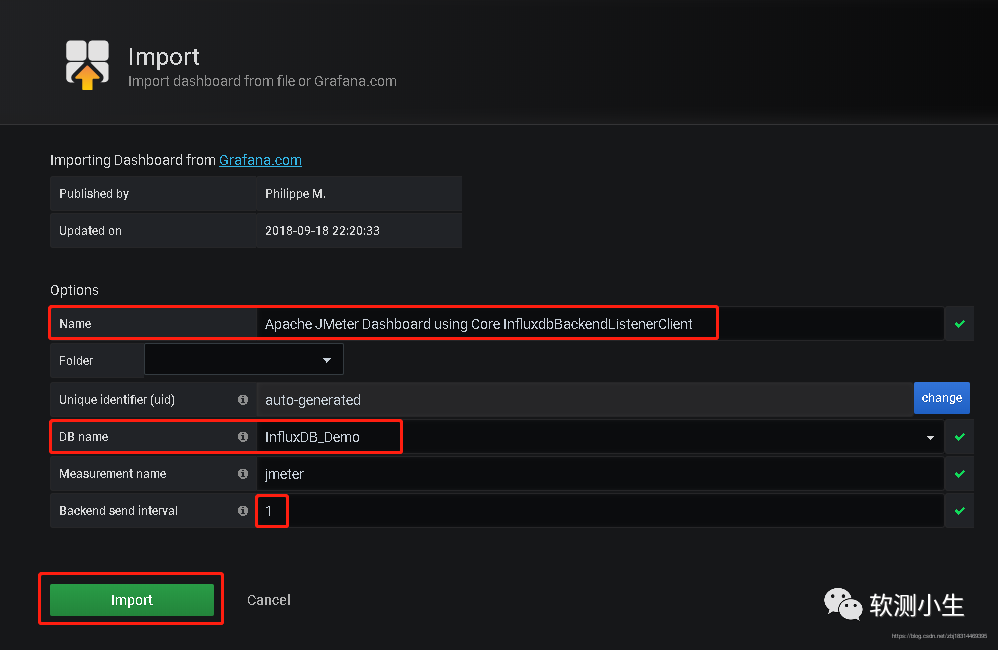 Import
Import dashboard from file or Grafana.com
Importing Dashboard from Grafana.com
Published by Philippe M.
Updated on 2018-09-18 22:20:33
Options
Name Apache JMeter Dashboard using Core InfluxdbBackendListenerClient
Folder
Unique identifier (uid) auto-generated change
DB name InfluxDB_Demo
Measurement name jmeter
Backend send interval 1
Import Cancel
软测小生
https://blog.csdn.net/zbj18314469395